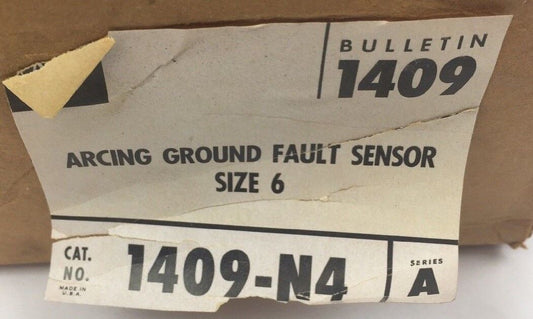 BULLETIN
1409
ARCING GROUND FAULT SENSOR
SIZE 6
CAT.
NO.
MADE IN
U.S.A.
1409-N4
SERIES
A